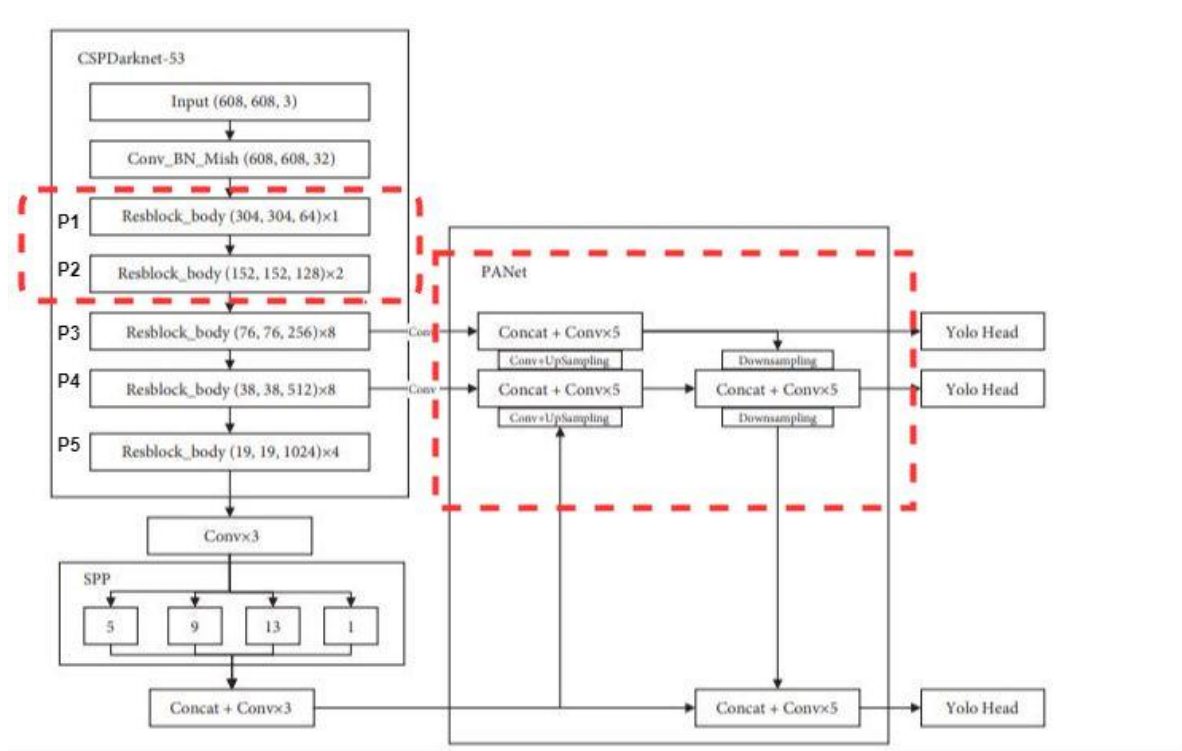 CSPDarknet-53
Input (608, 608, 3)
Conv_BN_Mish (608, 608, 32)
P1
Resblock_body (304, 304, 64)×1
P2
Resblock_body (152, 152, 128)×2
P3
Resblock_body (76, 76, 256)×8
P4
Resblock_body (38, 38, 512)×8
P5
Resblock_body (19, 19, 1024)×4
Conv×3
SPP
5
9
13
1
Concat + Conv×3
Conv
Conv
PANet
Concat + Conv×5
Conv+UpSampling
Concat + Conv×5
Conv+UpSampling
Downsampling
Concat + Conv×5
Downsampling
Concat + Conv×5
Yolo Head
Yolo Head
Yolo Head